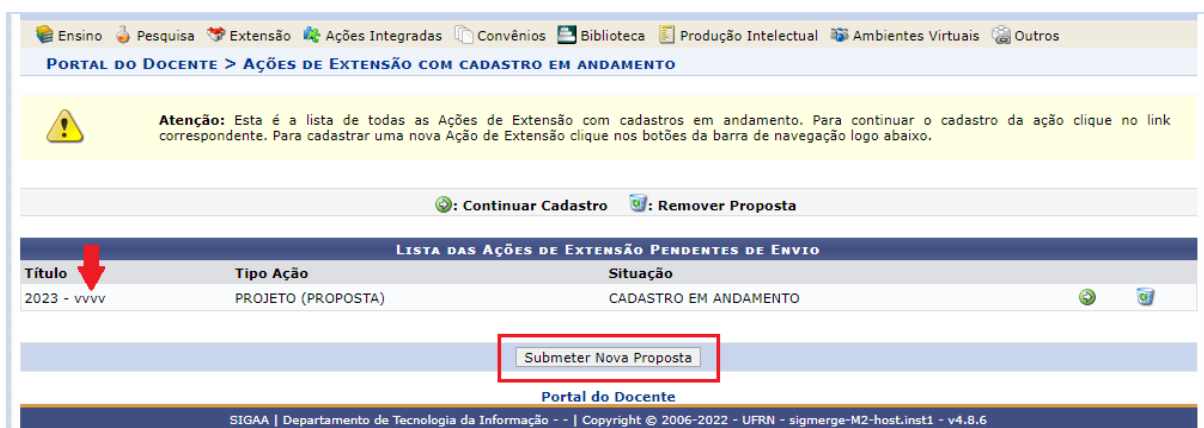 Ensino Pesquisa Extensão Ações Integradas Convênios Biblioteca Produção Intelectual Ambientes Virtuais Outros
PORTAL DO DOCENTE > AÇÕES DE EXTENSÃO COM CADASTRO EM ANDAMENTO
Atenção: Esta é a lista de todas as Ações de Extensão com cadastros em andamento. Para continuar o cadastro da ação clique no link
correspondente. Para cadastrar uma nova Ação de Extensão clique nos botões da barra de navegação logo abaixo.
: Continuar Cadastro : Remover Proposta
LISTA DAS AÇÕES DE EXTENSÃO PENDENTES DE ENVIO
Título Tipo Ação Situação
2023 - vvvv PROJETO (PROPOSTA) CADASTRO EM ANDAMENTO
Submeter Nova Proposta
Portal do Docente
SIGAA | Departamento de Tecnologia da Informação - - | Copyright © 2006-2022 - UFRN - sigmerge-M2-host.inst1 - v4.8.6